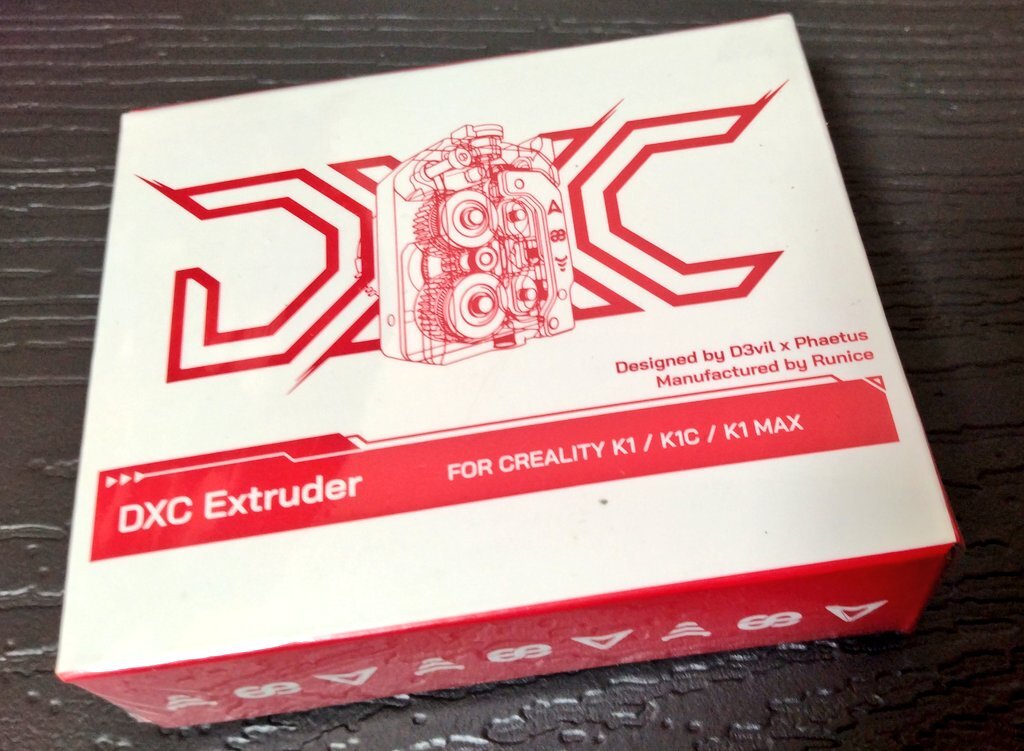 DXC
Designed by D3vil x Phaetus
Manufactured by Runice
DXC Extruder
FOR CREALITY K1 / K1C / K1 MAX